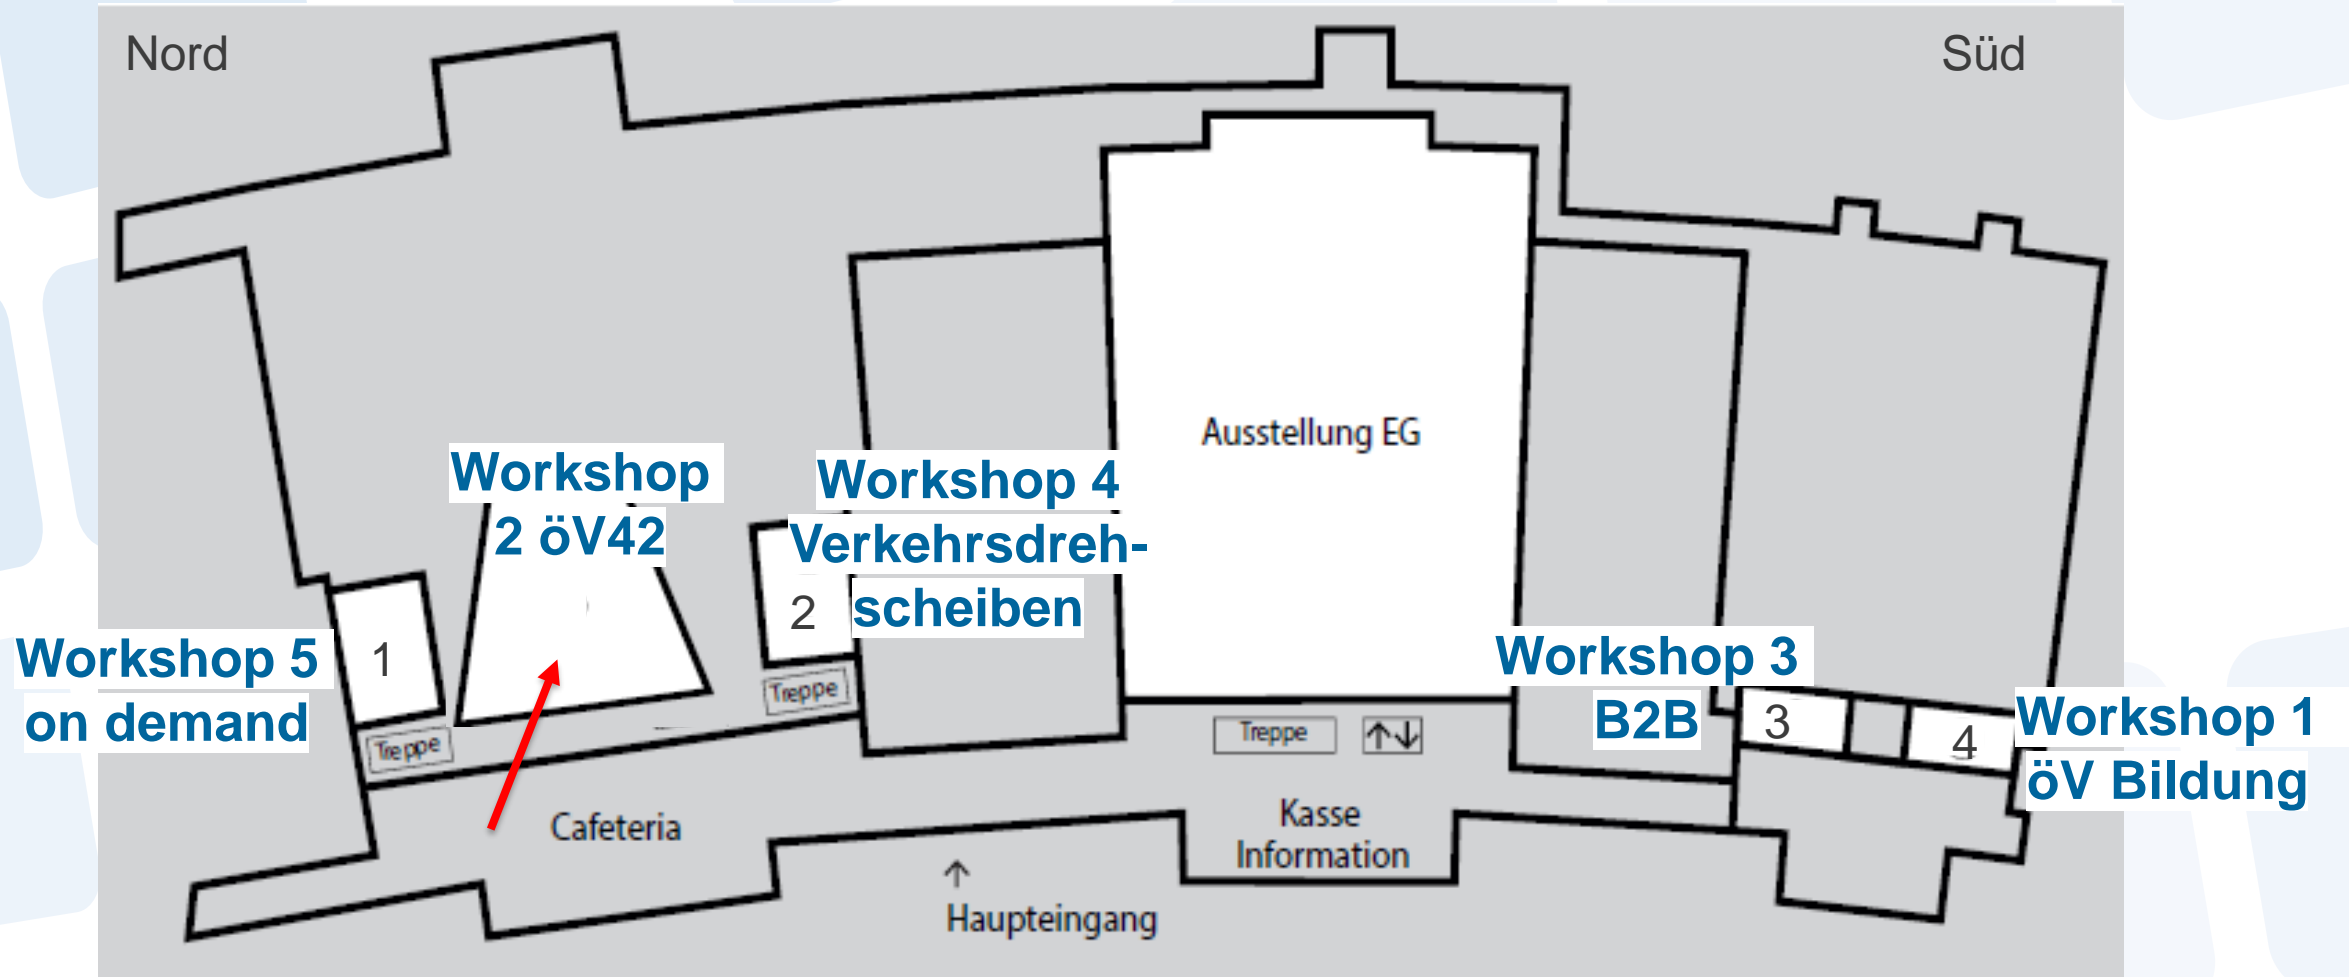 Nord
Süd
Ausstellung EG
Workshop
2 öV42
Workshop 4
Verkehrsdreh-
scheiben
2
Workshop 5
on demand
1
Treppe
Treppe
Workshop 3
B2B
3
4
Workshop 1
öV Bildung
Treppe
Cafeteria
Kasse
Information
Haupteingang